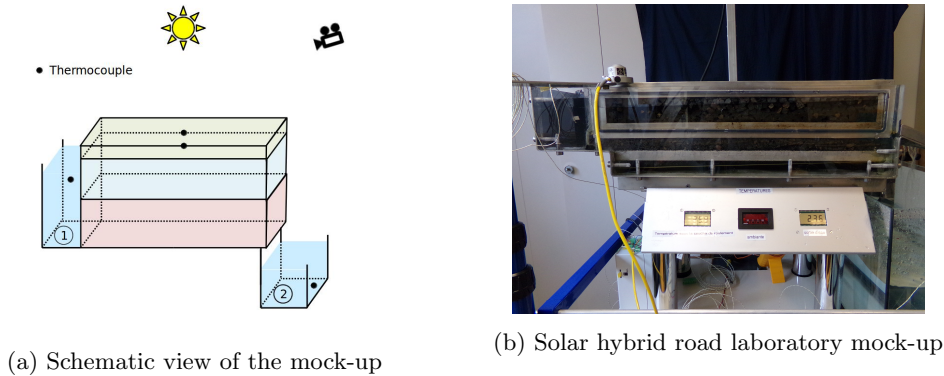 Thermocouple
1
2
(a) Schematic view of the mock-up
TEMPERATURES
ambiante
(b) Solar hybrid road laboratory mock-up